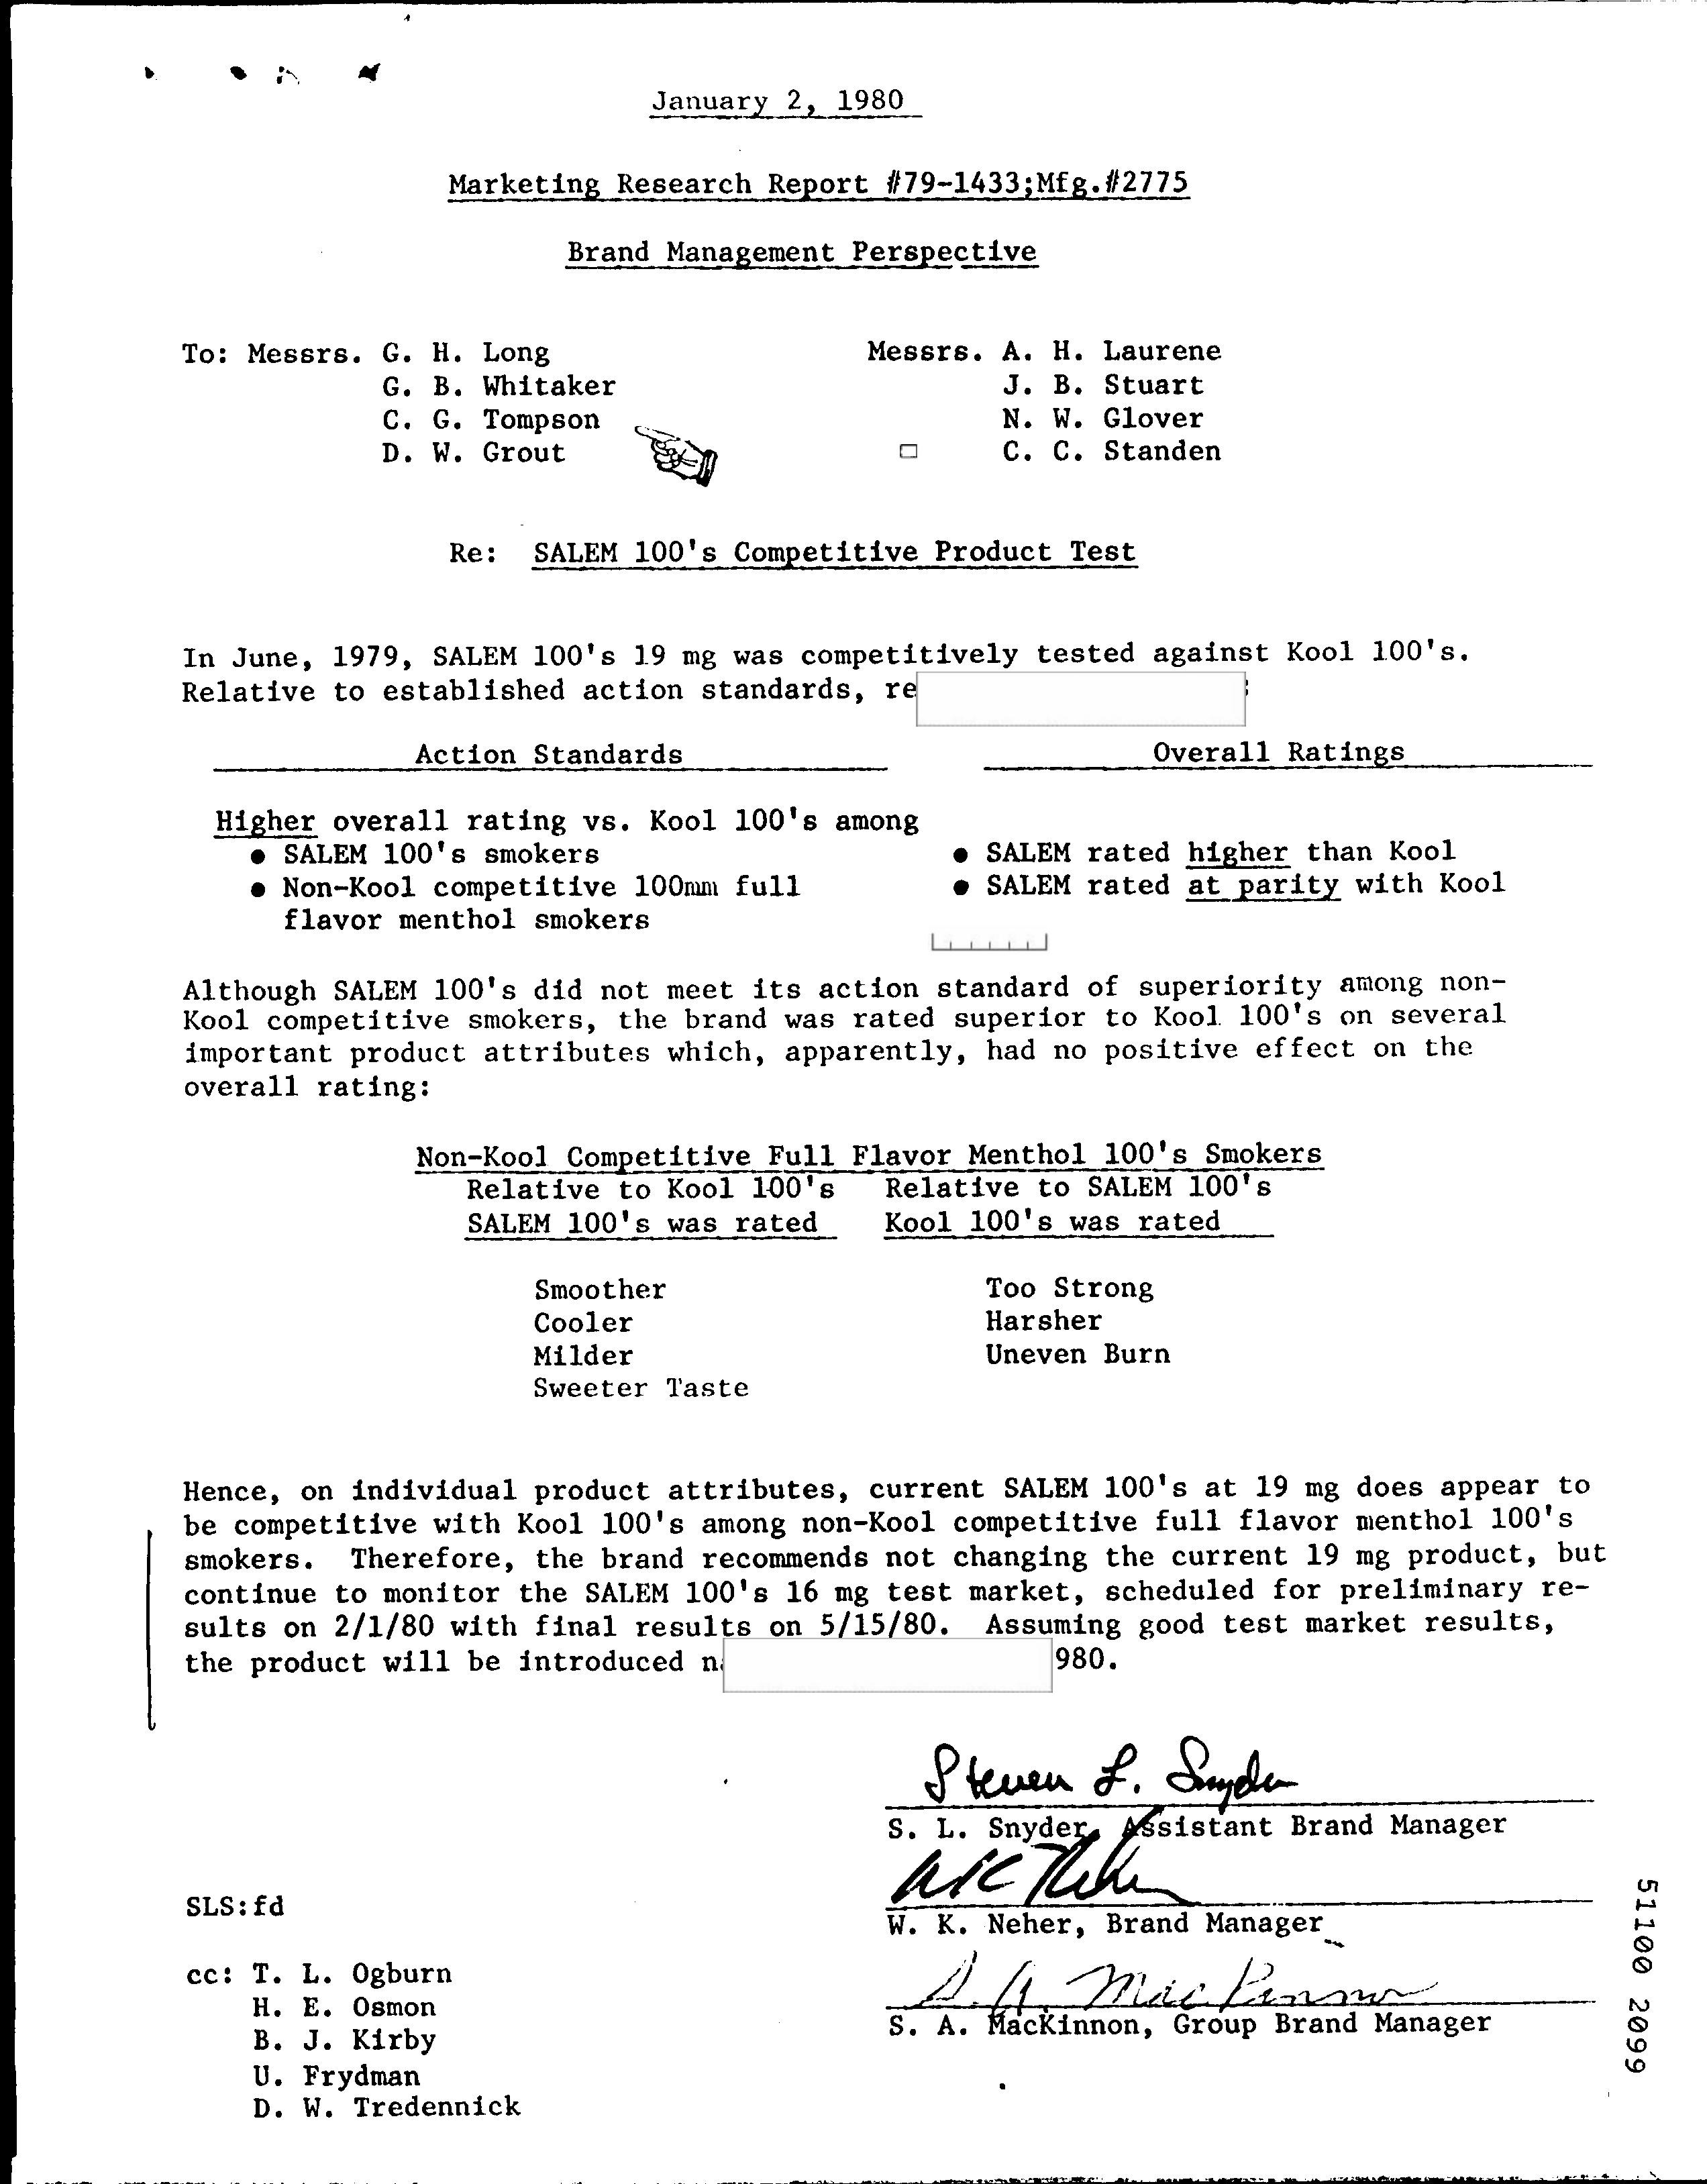 January 2, 1980
Marketing Research Report #79-1433;Mfg.#2775
Brand Management Perspective
To: Messrs. G. H. Long
G. B. Whitaker
C. G. Tompson
D. W. Grout
Messrs. A. H. Laurene
J. B. Stuart
N. W. Glover
C. C. Standen
Re: SALEM 100's Competitive Product Test
In June, 1979, SALEM 100's 19 mg was competitively tested against Kool 100's.
Relative to established action standards,
Action Standards Overall Ratings
Higher overall rating vs. Kool 100's among
• SALEM 100's smokers • SALEM rated higher than Kool
• Non-Kool competitive 100mm full • SALEM rated at parity with Kool
flavor menthol smokers
Although SALEM 100's did not meet its action standard of superiority among non-
Kool competitive smokers, the brand was rated superior to Kool 100's on several
important product attributes which, apparently, had no positive effect on the
overall rating:
Non-Kool Competitive Full Flavor Menthol 100's Smokers
Relative to Kool 100's Relative to SALEM 100's
SALEM 100's was rated Kool 100's was rated
Smoother Too Strong
Cooler Harsher
Milder Uneven Burn
Sweeter Taste
Hence, on individual product attributes, current SALEM 100's at 19 mg does appear to
be competitive with Kool 100's among non-Kool competitive full flavor menthol 100's
smokers. Therefore, the brand recommends not changing the current 19 mg product, but
continue to monitor the SALEM 100's 16 mg test market, scheduled for preliminary re-
sults on 2/1/80 with final results on 5/15/80. Assuming good test market results,
the product will be introduced 980.
Steven L. Snyder
S. L. Snyder, Assistant Brand Manager
WK Neher
W. K. Neher, Brand Manager
S. A. MacKinnon
S. A. MacKinnon, Group Brand Manager
SLS:fd
cc: T. L. Ogburn
H. E. Osmon
B. J. Kirby
U. Frydman
D. W. Tredennick
51100 2099